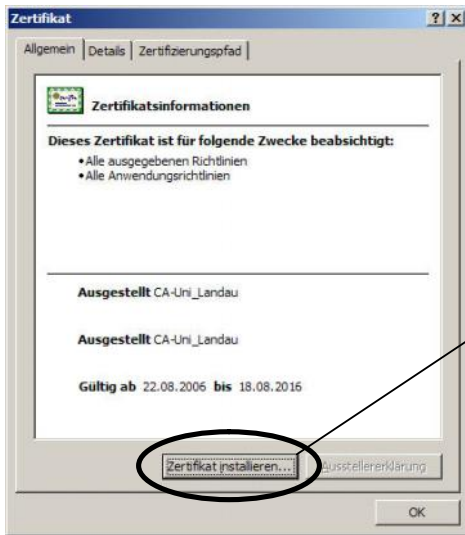 Zertifikat
Allgemein Details Zertifizierungspfad
Zertifikatsinformationen
Dieses Zertifikat ist für folgende Zwecke beabsichtigt:
•Alle ausgegebenen Richtlinien
•Alle Anwendungsrichtlinien
Ausgestellt CA-Uni_Landau
Ausgestellt CA-Uni_Landau
Gültig ab 22.08.2006 bis 18.08.2016
Zertifikat installieren... Ausstellererklärung
OK